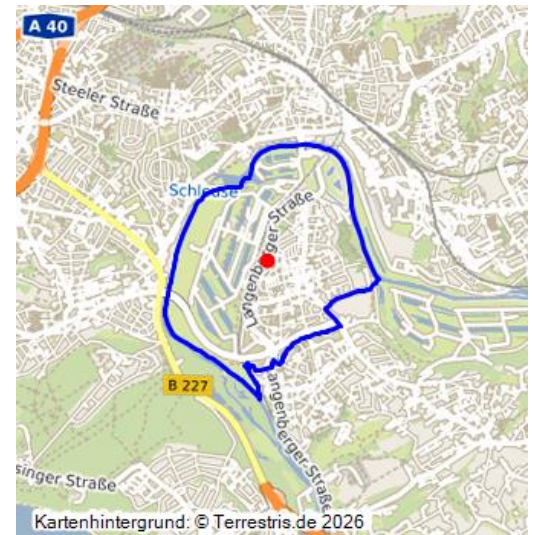 A 40
Steeler Straße
Schleuse
Langenberger Straße
B 227
Langenberger-Straße
singer Straße
Kartenhintergrund: © Terrestris.de 2026